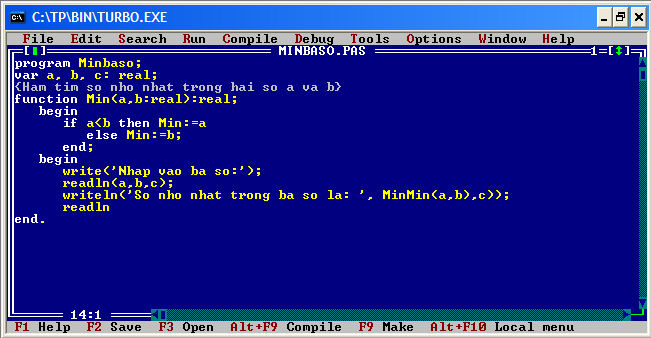 C:\TP\BIN\TURBO.EXE
File Edit Search Run Compile Debug Tools Options Window Help
MINBASO.PAS 1
program Minbaso;
var a, b, c: real;
{Ham tim so nho nhat trong hai so a va b}
function Min(a,b:real):real;
begin
if a<b then Min:=a
else Min:=b;
end;
begin
write('Nhap vao ba so:');
readln(a,b,c);
writeln('So nho nhat trong ba so la: ', MinMin(a,b),c));
readln
end.
14:1
F1 Help F2 Save F3 Open Alt+F9 Compile F9 Make Alt+F10 Local menu